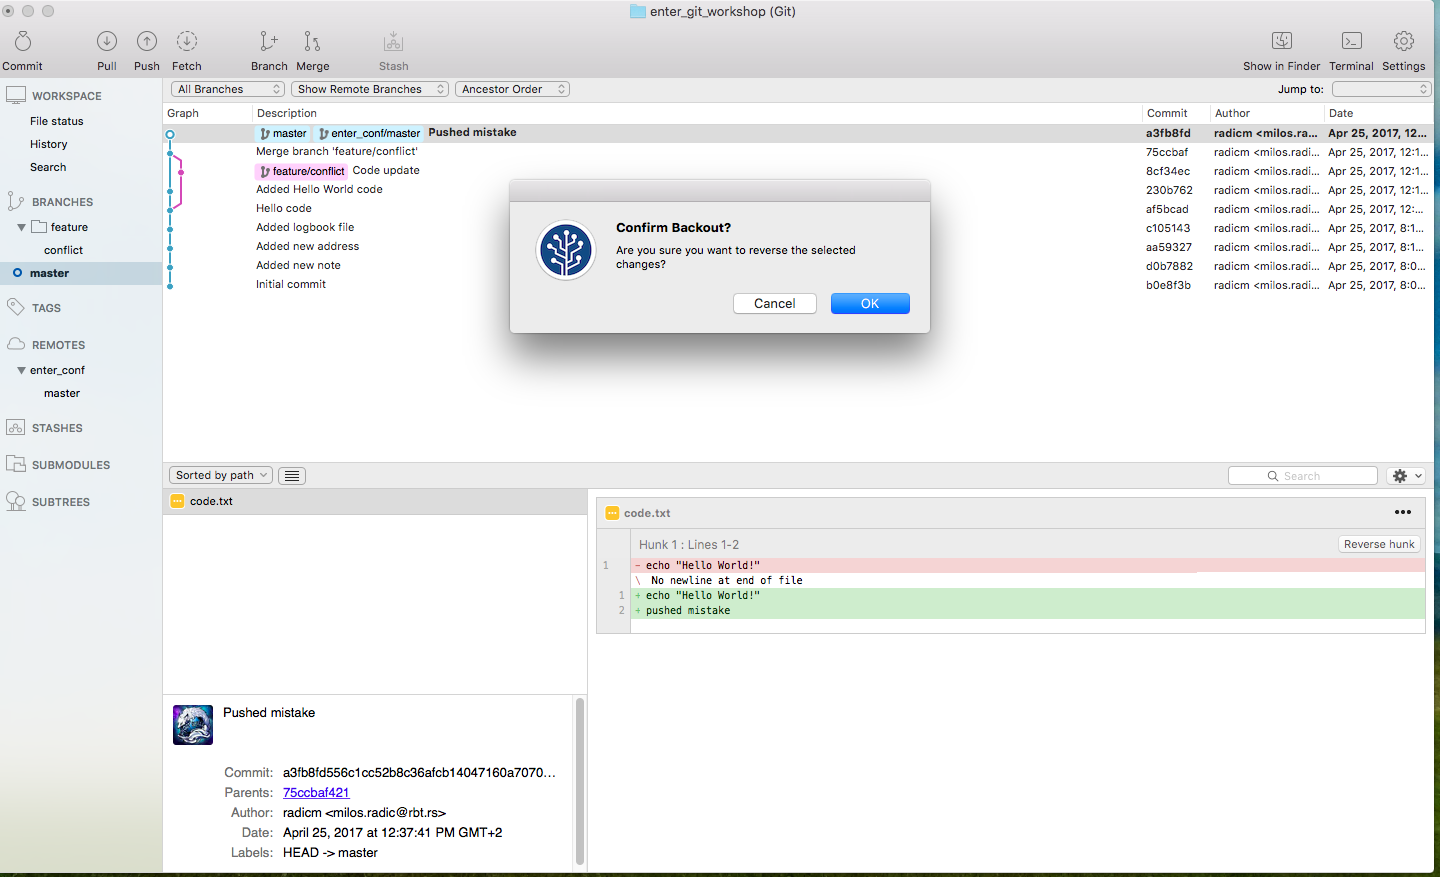 enter_git_workshop (Git)
Commit Pull Push Fetch Branch Merge Stash Show in Finder Terminal Settings
All Branches Show Remote Branches Ancestor Order Jump to:
WORKSPACE
File status
History
Search
BRANCHES
feature
conflict
master
TAGS
REMOTES
enter_conf
master
STASHES
SUBMODULES
SUBTREES
Graph Description Commit Author Date
master enter_conf/master Pushed mistake a3fb8fd radicm <milos.ra... Apr 25, 2017, 12...
Merge branch 'feature/conflict' 75ccbaf radicm <milos.radi... Apr 25, 2017, 12:1...
feature/conflict Code update 8cf34ec radicm <milos.radi... Apr 25, 2017, 12:1...
Added Hello World code 230b762 radicm <milos.radi... Apr 25, 2017, 12:1...
Hello code af5bcad radicm <milos.radi... Apr 25, 2017, 12:...
Added logbook file c105143 radicm <milos.radi... Apr 25, 2017, 8:1...
Added new address aa59327 radicm <milos.radi... Apr 25, 2017, 8:1...
Added new note d0b7882 radicm <milos.radi... Apr 25, 2017, 8:0...
Initial commit b0e8f3b radicm <milos.radi... Apr 25, 2017, 8:0...
Confirm Backout?
Are you sure you want to reverse the selected
changes?
Cancel OK
Sorted by path Search
code.txt
code.txt •••
Hunk 1 : Lines 1-2 Reverse hunk
1 - echo "Hello World!"
\ No newline at end of file
1 + echo "Hello World!"
2 + pushed mistake
Pushed mistake
Commit: a3fb8fd556c1cc52b8c36afcb14047160a7070...
Parents: 75ccbaf421
Author: radicm <milos.radic@rbt.rs>
Date: April 25, 2017 at 12:37:41 PM GMT+2
Labels: HEAD -> master